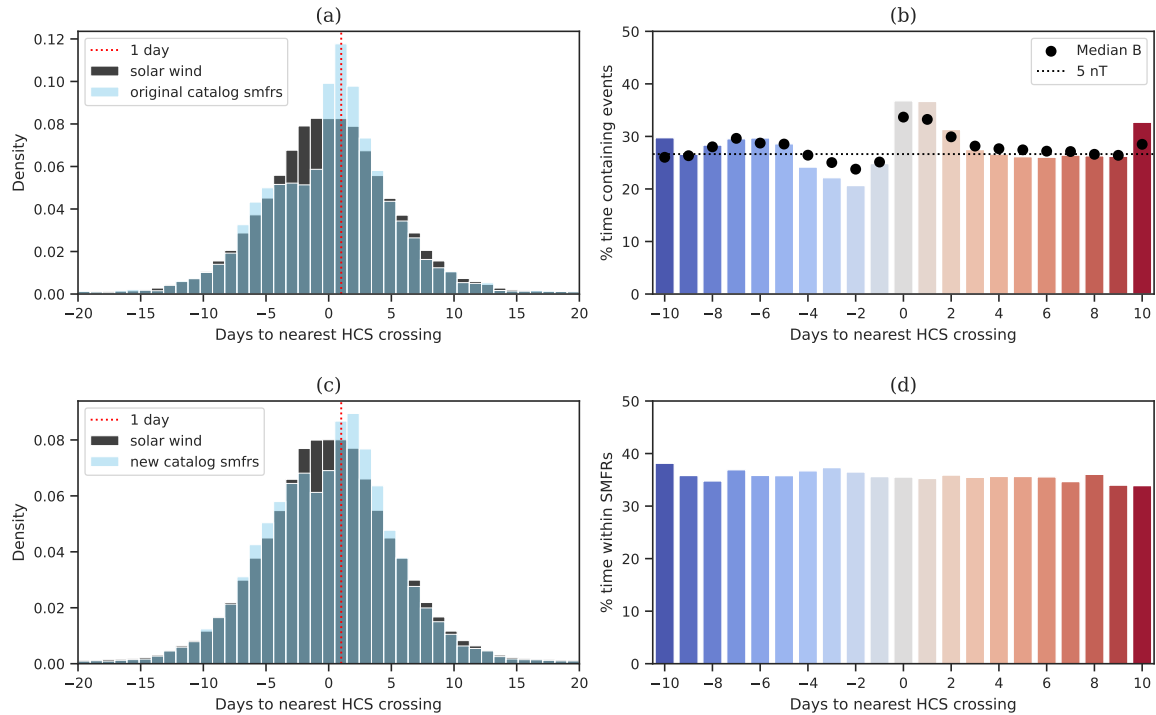 (a)
0.12
0.10
0.08
0.06
0.04
0.02
0.00
Density
1 day
solar wind
original catalog smfrs
−20 −15 −10 −5 0 5 10 15 20
Days to nearest HCS crossing
(b)
50
40
30
20
10
0
% time containing events
Median B
5 nT
−10 −8 −6 −4 −2 0 2 4 6 8 10
Days to nearest HCS crossing
(c)
0.08
0.06
0.04
0.02
0.00
Density
1 day
solar wind
new catalog smfrs
−20 −15 −10 −5 0 5 10 15 20
Days to nearest HCS crossing
(d)
50
40
30
20
10
0
% time within SMFRs
−10 −8 −6 −4 −2 0 2 4 6 8 10
Days to nearest HCS crossing